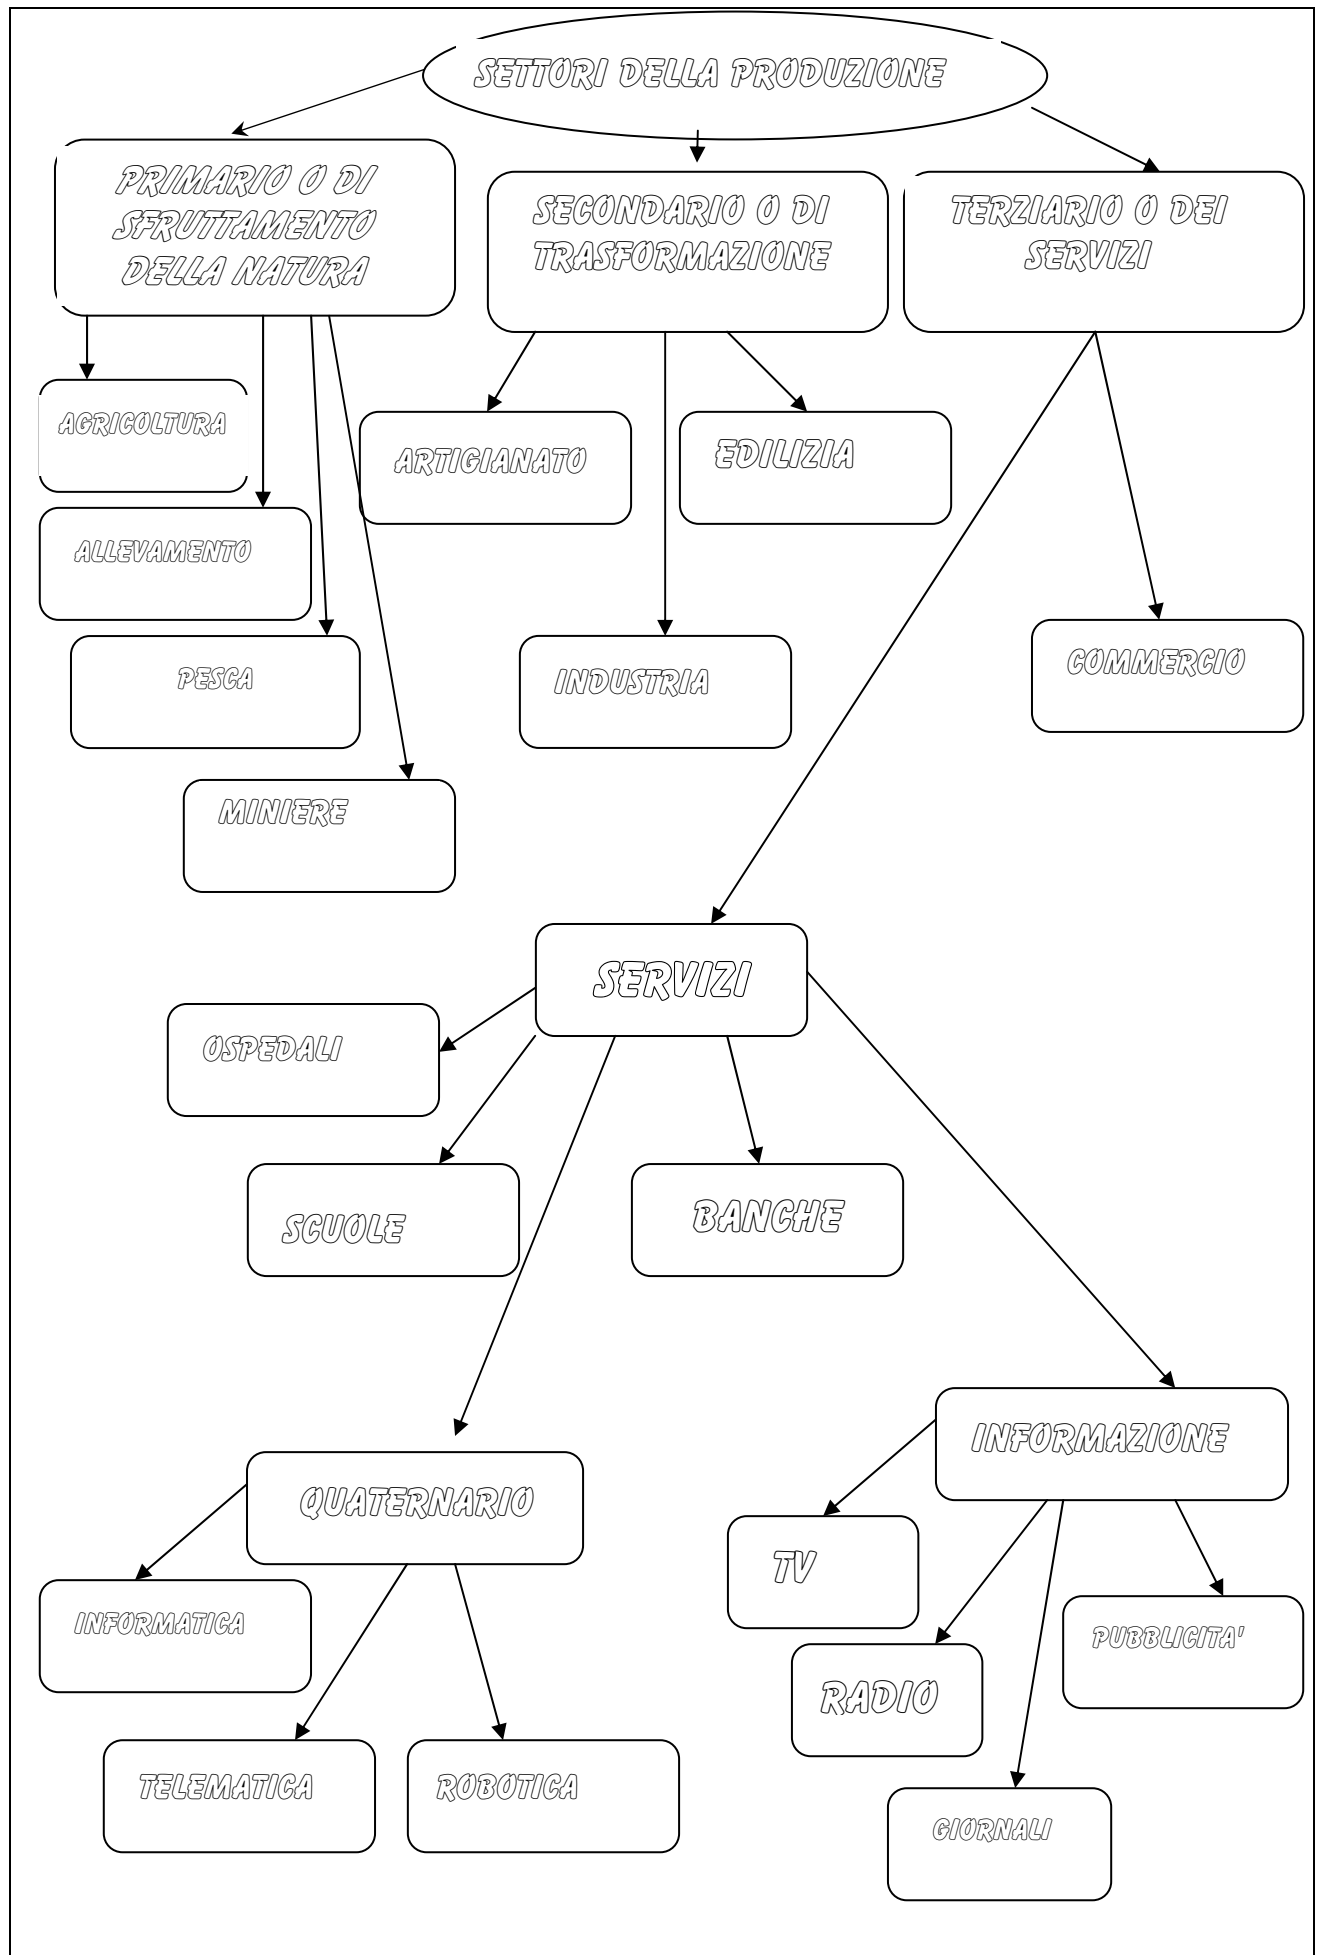 SETTORI DELLA PRODUZIONE
PRIMARIO O DI
SFRUTTAMENTO
DELLA NATURA
SECONDARIO O DI
TRASFORMAZIONE
TERZIARIO O DEI
SERVIZI
AGRICOLTURA
ARTIGIANATO
EDILIZIA
ALLEVAMENTO
PESCA
INDUSTRIA
COMMERCIO
MINIERE
SERVIZI
OSPEDALI
SCUOLE
BANCHE
INFORMAZIONE
QUATERNARIO
TV
INFORMATICA
PUBBLICITA'
RADIO
TELEMATICA
ROBOTICA
GIORNALI